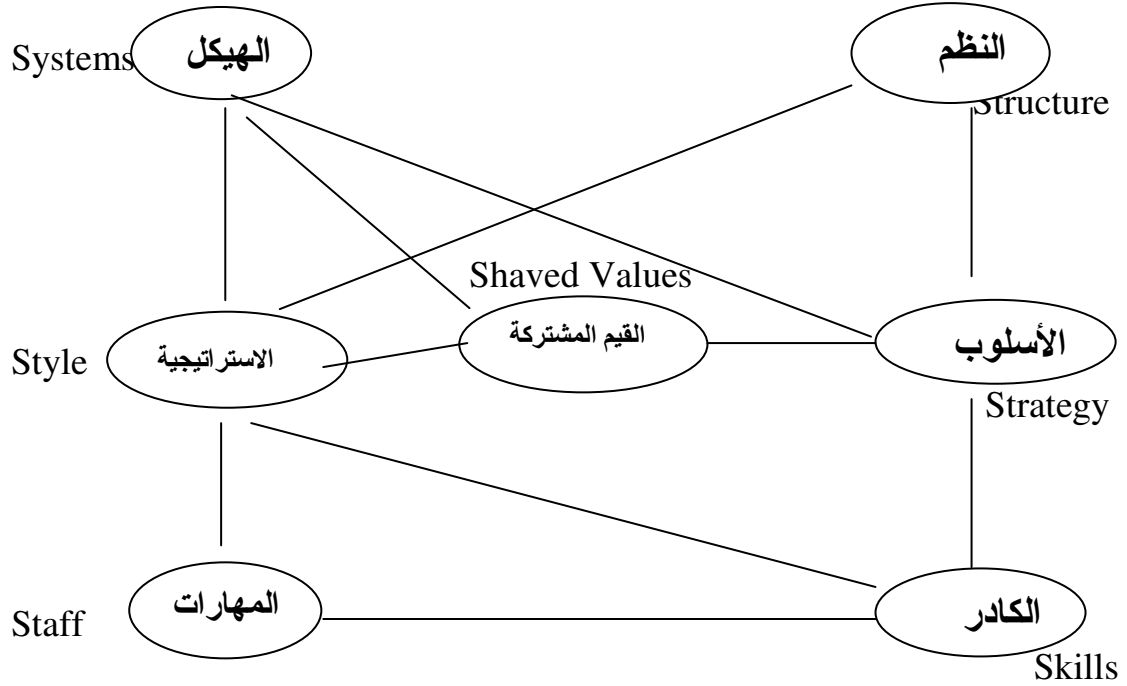 Systems
الهيكل
النظم
Structure
Shaved Values
القيم المشتركة
Style
الاستراتيجية
الأسلوب
Strategy
Staff
المهارات
الكادر
Skills